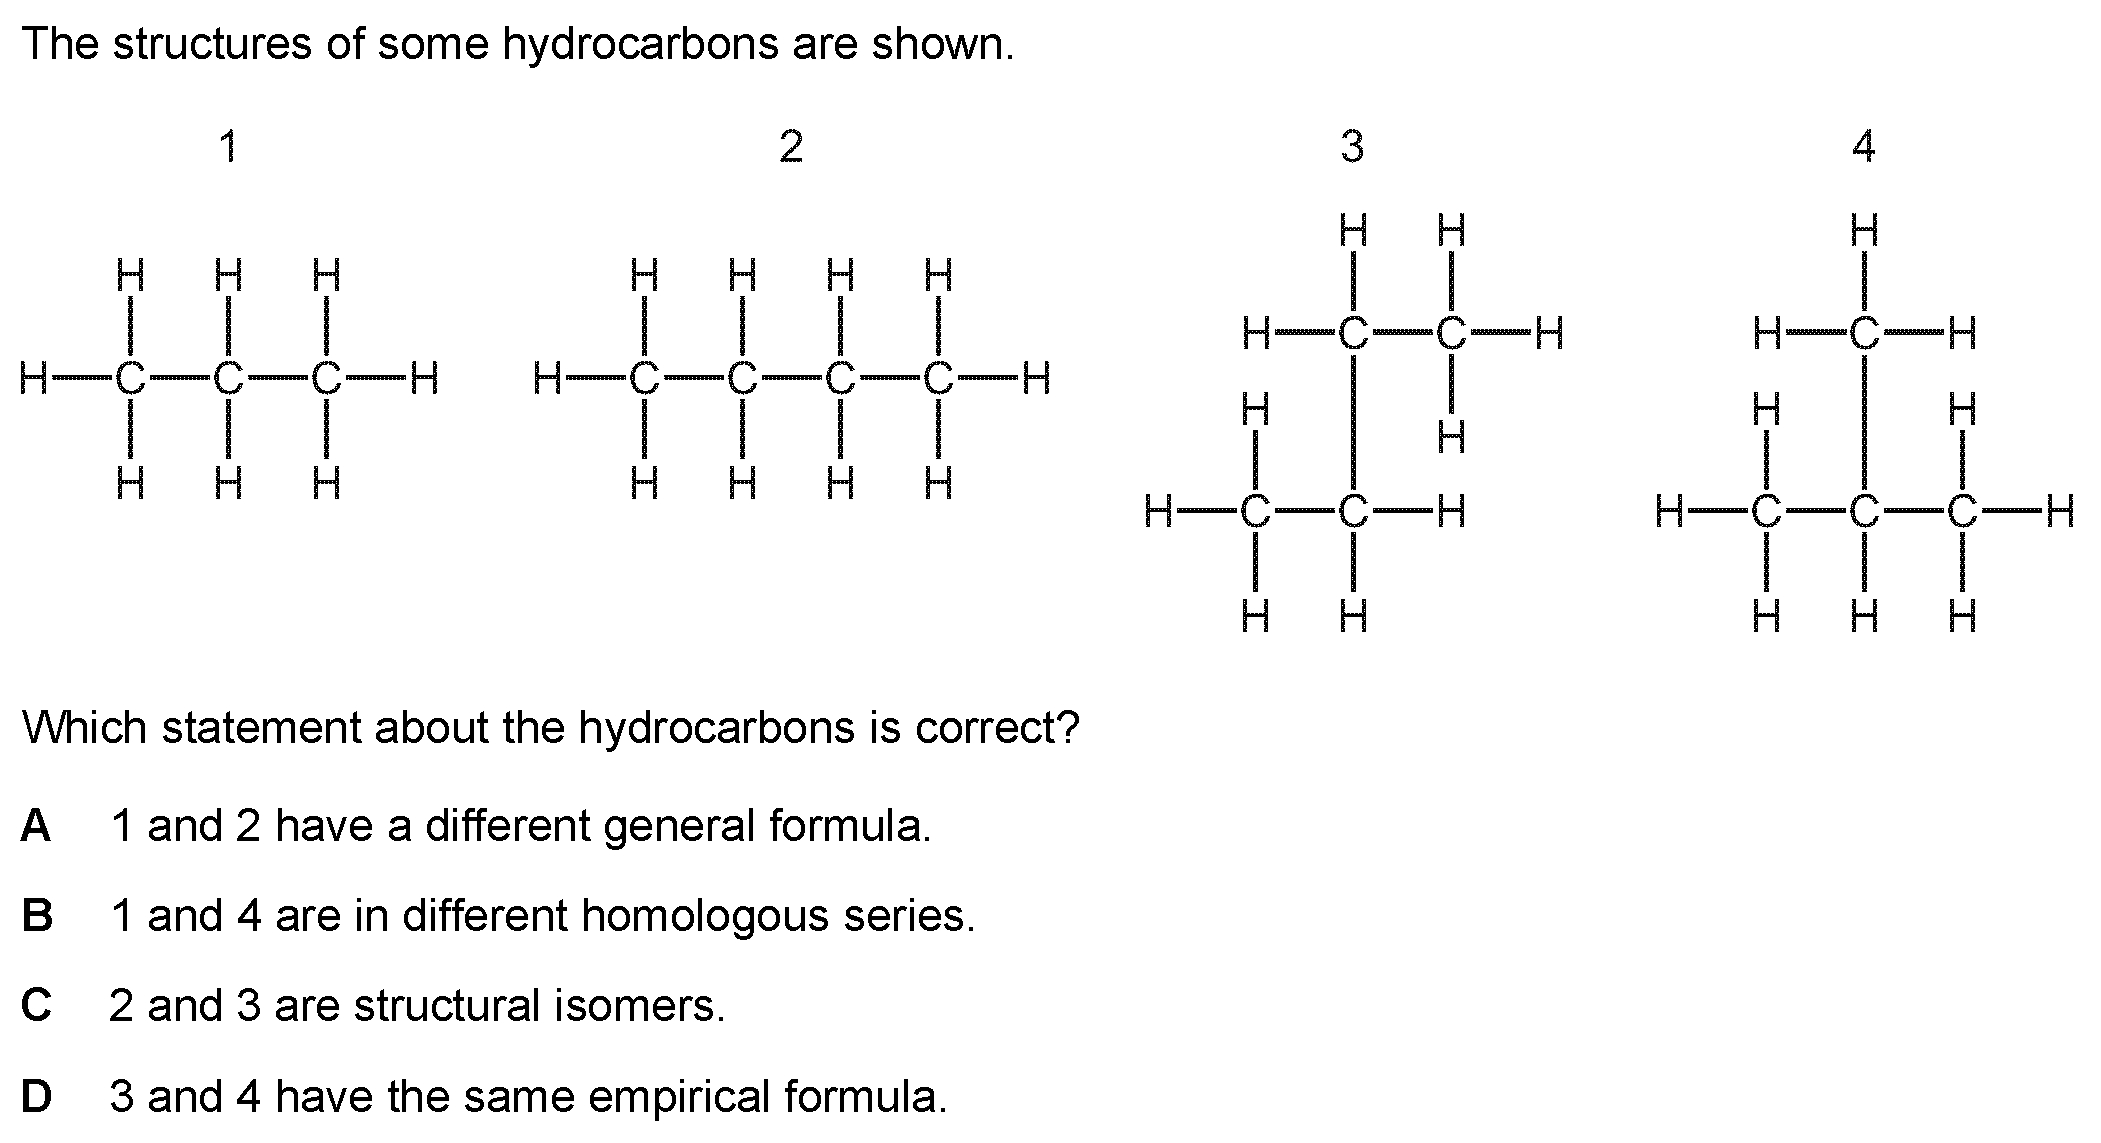 The structures of some hydrocarbons are shown.
1 2 3 4
H H
H H
H H H H H H H
H C C H H C H
H H H
H C C C H H C C C C H
H
H H H H H H H
H C C H H C C C H
H H H H H
Which statement about the hydrocarbons is correct?
A 1 and 2 have a different general formula.
B 1 and 4 are in different homologous series.
C 2 and 3 are structural isomers.
D 3 and 4 have the same empirical formula.